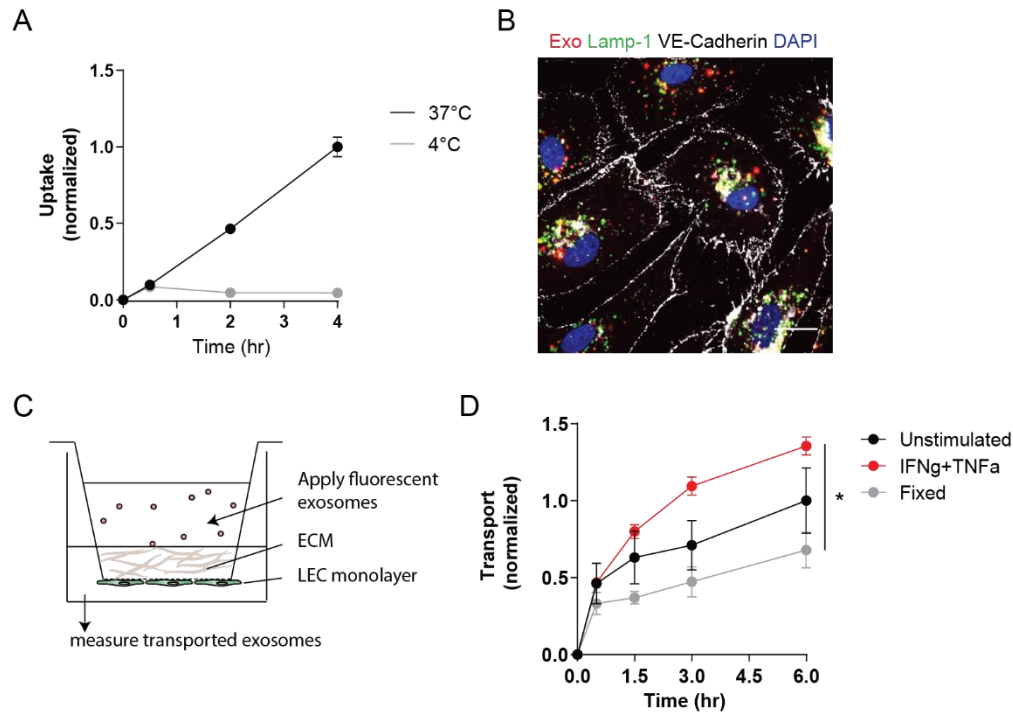 A
1.5
1.0
0.5
0.0
Uptake
(normalized)
0 1 2 3 4
Time (hr)
37°C
4°C
B
Exo Lamp-1 VE-Cadherin DAPI
C
Apply fluorescent
exosomes
ECM
LEC monolayer
measure transported exosomes
D
1.5
1.0
0.5
0.0
Transport
(normalized)
0.0 1.5 3.0 4.5 6.0
Time (hr)
*
Unstimulated
IFNg+TNFa
Fixed